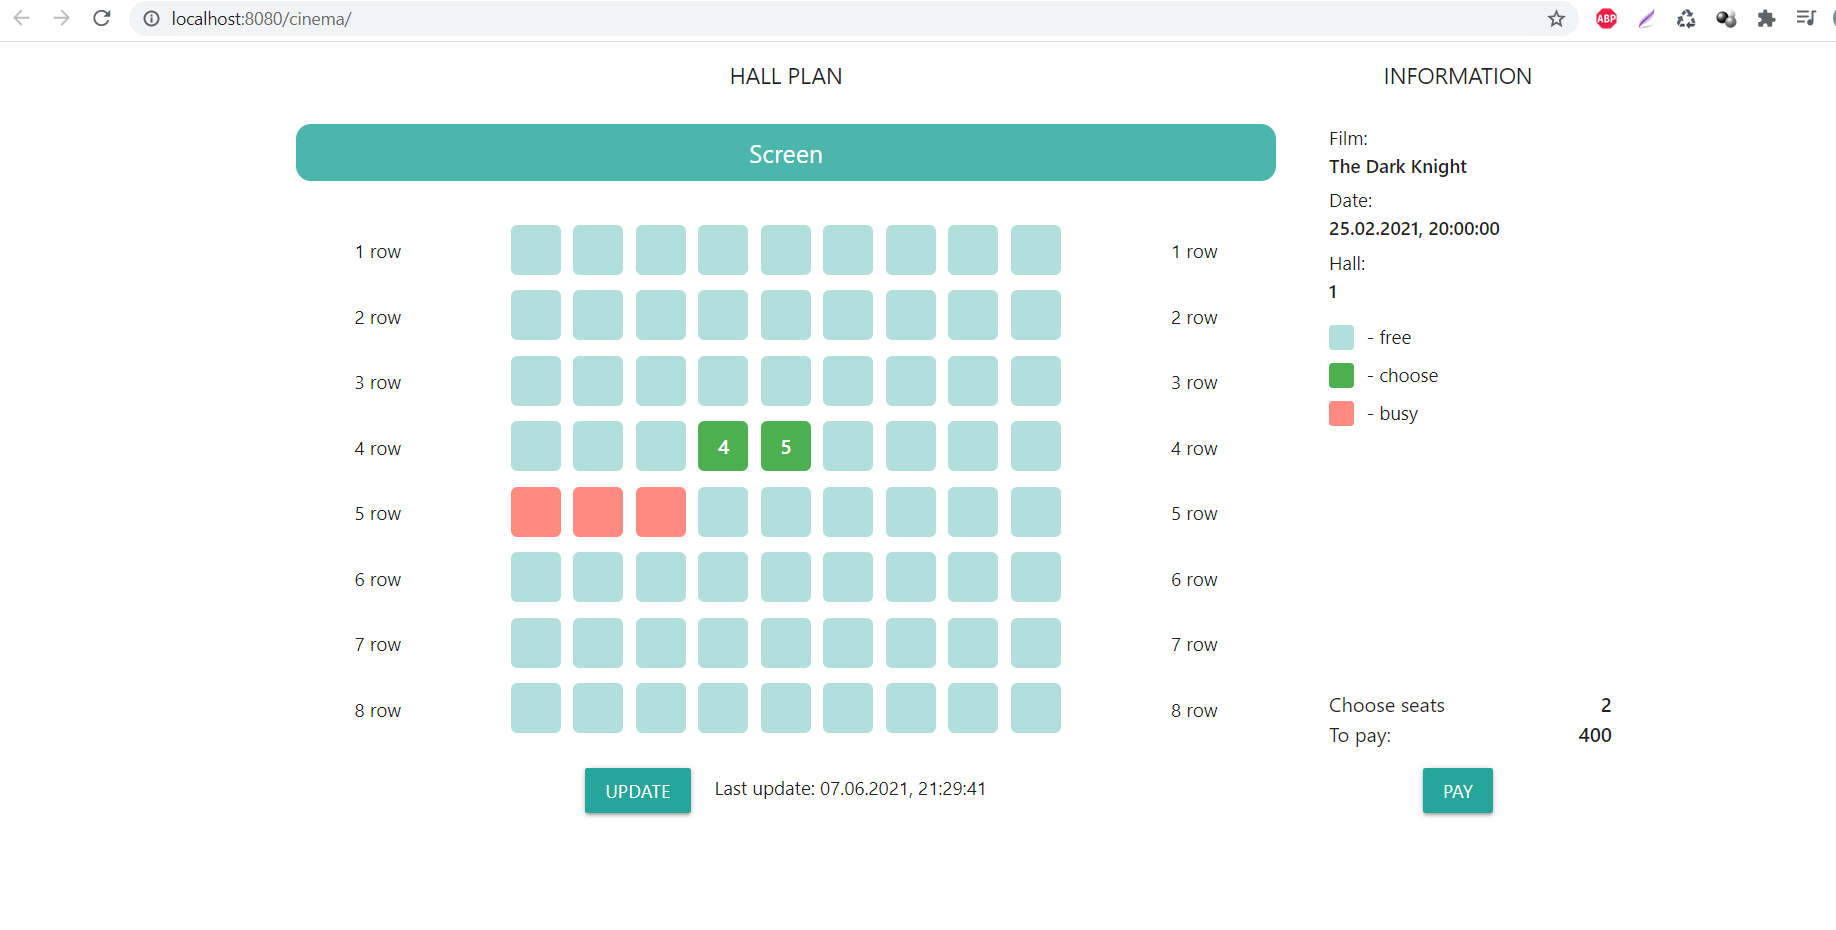 localhost:8080/cinema/
ABP
HALL PLAN
Screen
1 row 1 row
2 row 2 row
3 row 3 row
4 row 4 5 4 row
5 row 5 row
6 row 6 row
7 row 7 row
8 row 8 row
UPDATE Last update: 07.06.2021, 21:29:41
INFORMATION
Film:
The Dark Knight
Date:
25.02.2021, 20:00:00
Hall:
1
- free
- choose
- busy
Choose seats 2
To pay: 400
PAY